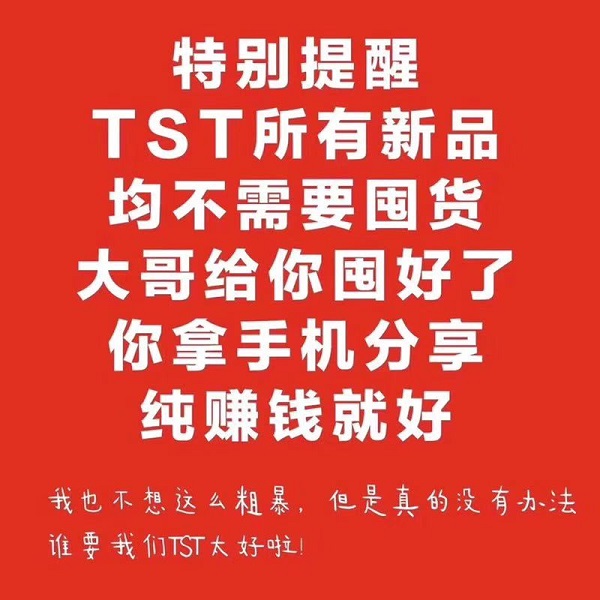 特别提醒
TST所有新品
均不需要囤货
大哥给你囤好了
你拿手机分享
纯赚钱就好
我也不想这么粗暴，但是真的没有办法
谁要我们TST太好啦！